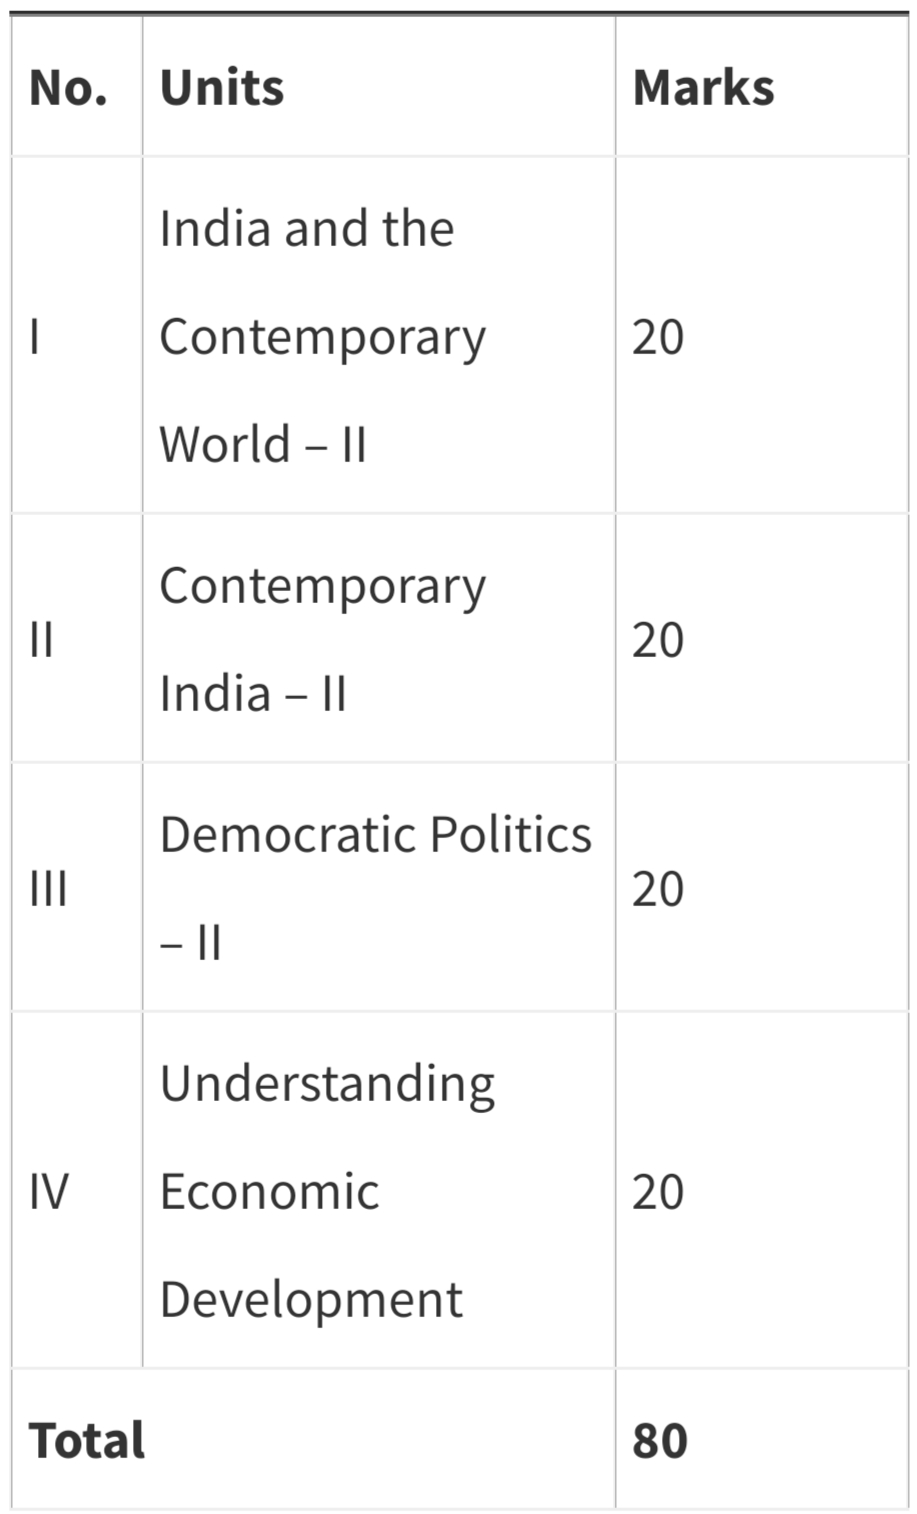 No. Units Marks
India and the
I Contemporary 20
World – II
Contemporary
II 20
India – II
Democratic Politics
III 20
– II
Understanding
IV Economic 20
Development
Total 80